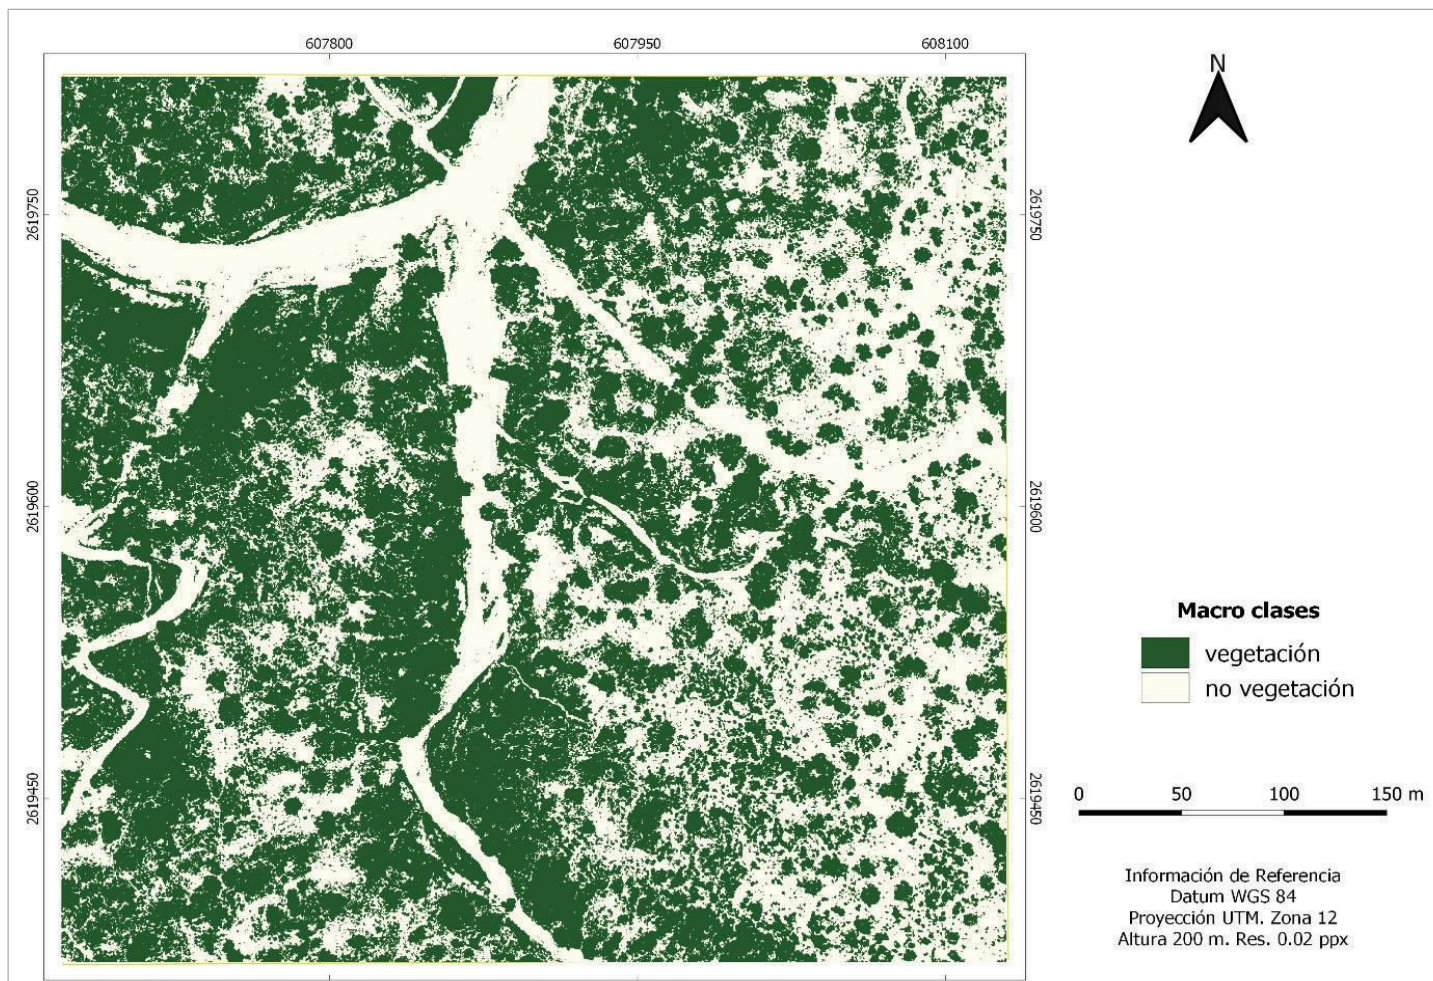 607800 607950 608100
N
2619750 2619750
2619600 2619600
2619450 2619450
Macro clases
vegetación
no vegetación
0 50 100 150 m
Información de Referencia
Datum WGS 84
Proyección UTM. Zona 12
Altura 200 m. Res. 0.02 ppx